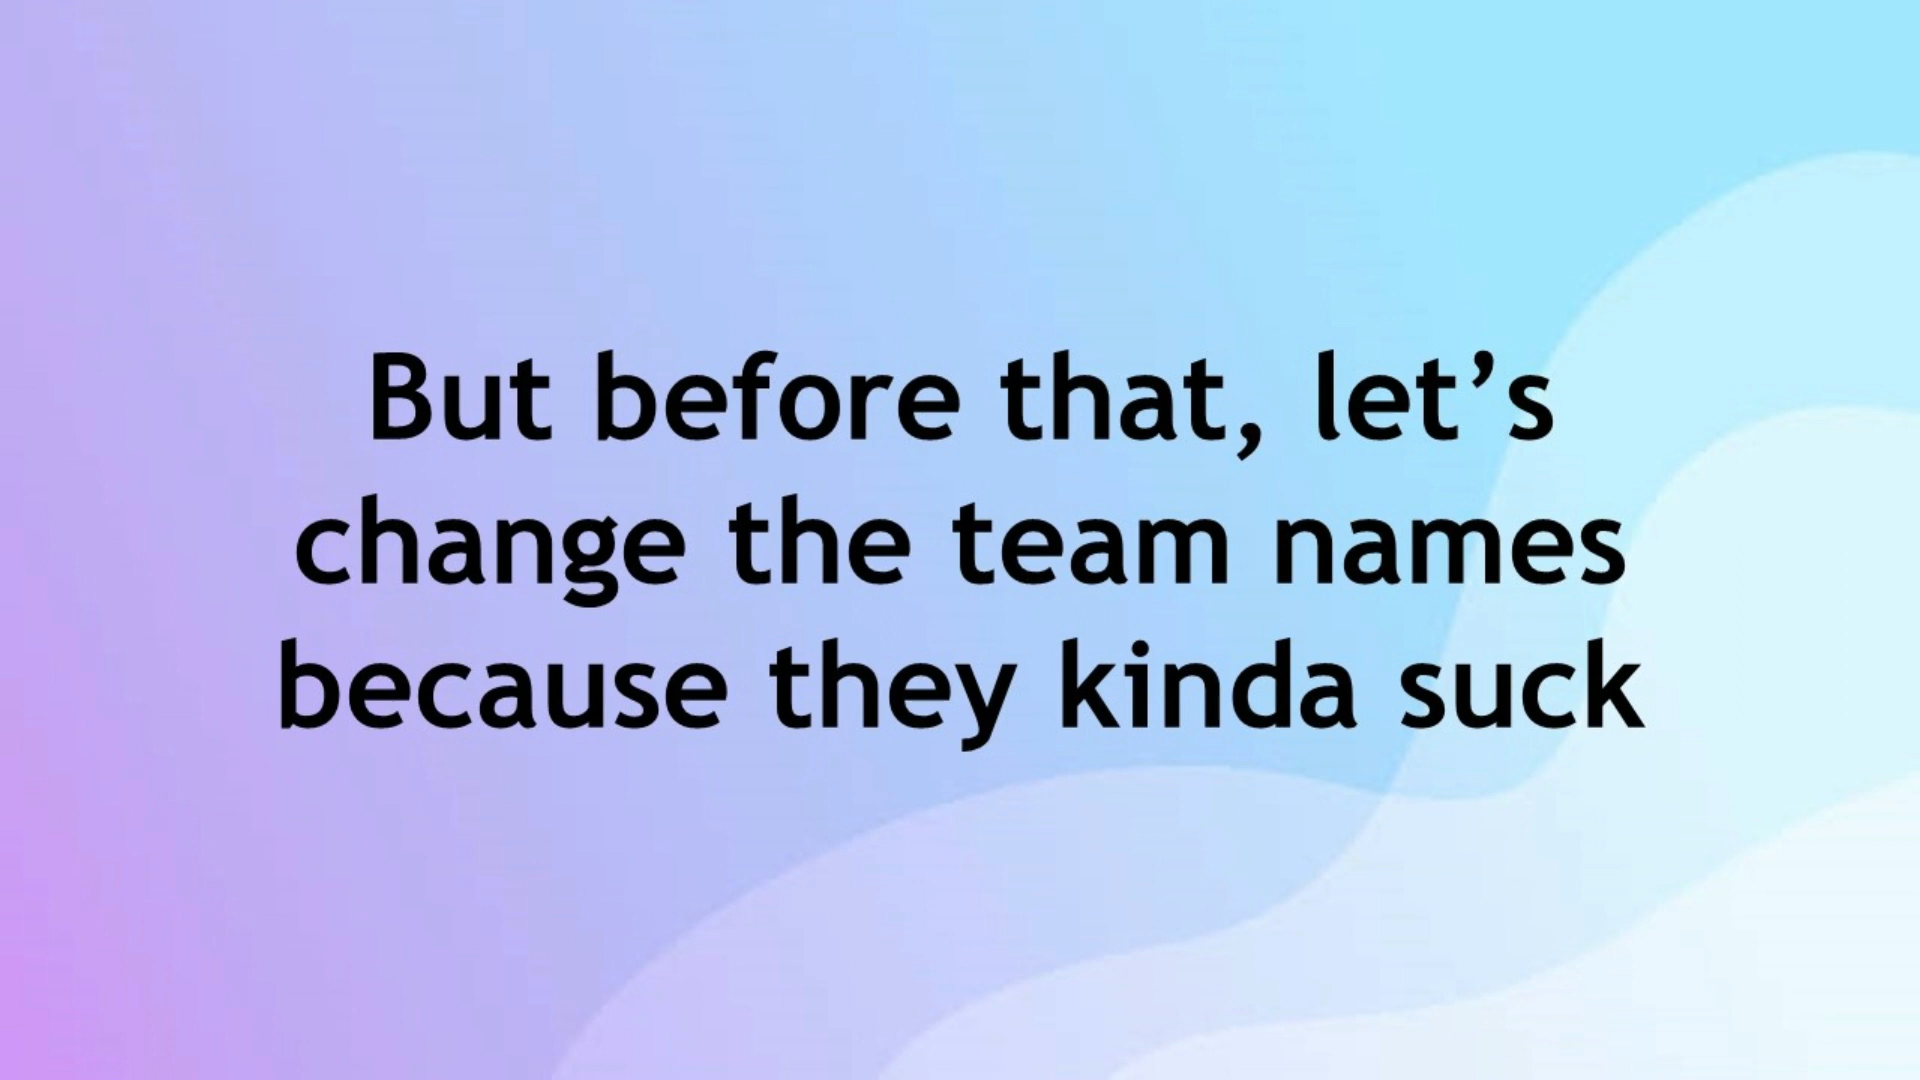 But before that, let’s
change the team names
because they kinda suck